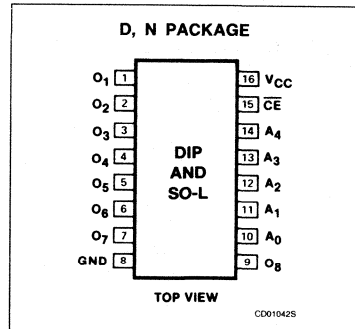 D, N PACKAGE
O1 1 16 VCC
O2 2 15 CE
O3 3 14 A4
O4 4 13 A3
O5 5 12 A2
O6 6 11 A1
O7 7 10 A0
GND 8 9 O8
DIP
AND
SO-L
TOP VIEW
CD01042S